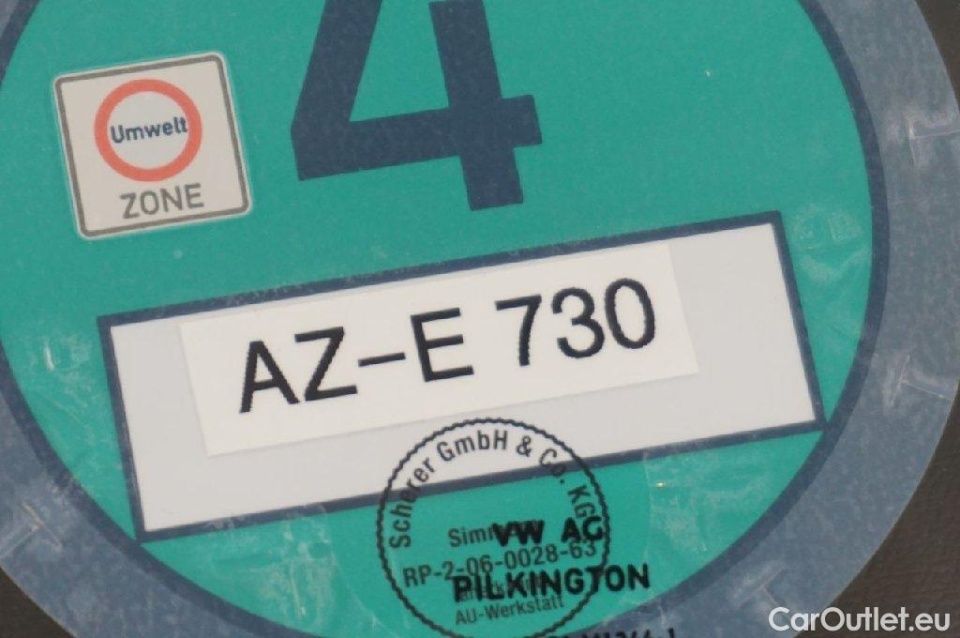 4
Umwelt
ZONE
AZ–E 730
Scherer GmbH & Co. KG
VW AG
RP-2-06-0028-63
PILKINGTON
AU-Werkstatt
CarOutlet.eu